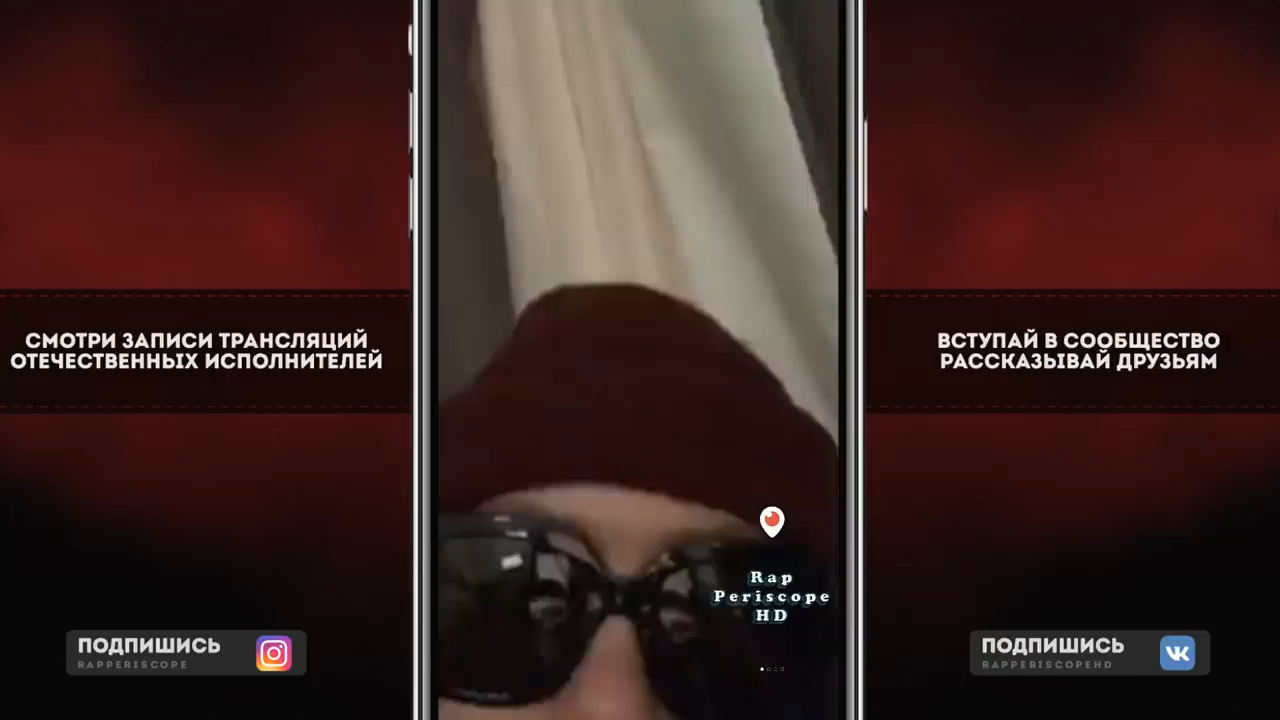 СМОТРИ ЗАПИСИ ТРАНСЛЯЦИЙ
ОТЕЧЕСТВЕННЫХ ИСПОЛНИТЕЛЕЙ
ВСТУПАЙ В СООБЩЕСТВО
РАССКАЗЫВАЙ ДРУЗЬЯМ
Rap
Periscope
HD
ПОДПИШИСЬ
RAPPERISCOPE
ПОДПИШИСЬ
RAPPERISCOPEHD